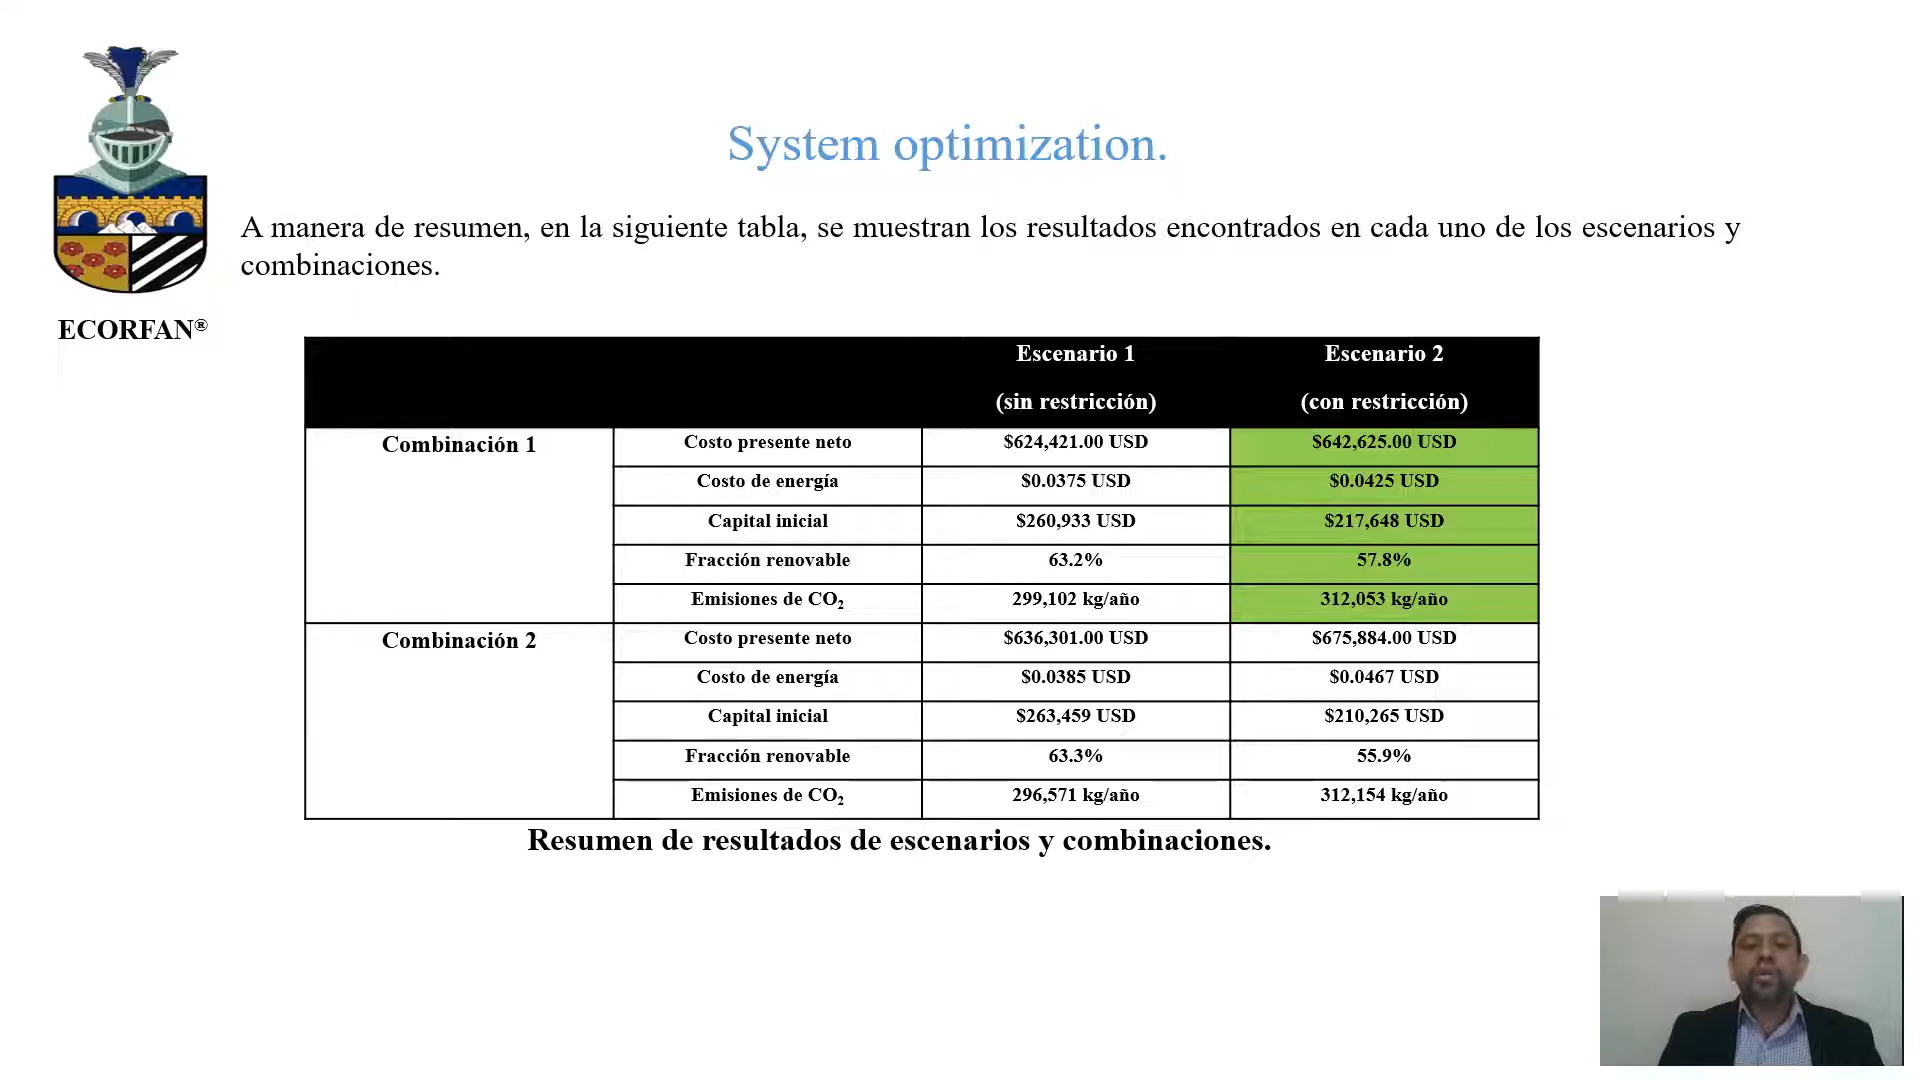 System optimization.
A manera de resumen, en la siguiente tabla, se muestran los resultados encontrados en cada uno de los escenarios y
combinaciones.
ECORFAN®
Escenario 1 Escenario 2
(sin restricción) (con restricción)
Combinación 1 Costo presente neto $624,421.00 USD $642,625.00 USD
Costo de energía $0.0375 USD $0.0425 USD
Capital inicial $260,933 USD $217,648 USD
Fracción renovable 63.2% 57.8%
Emisiones de CO₂ 299,102 kg/año 312,053 kg/año
Combinación 2 Costo presente neto $636,301.00 USD $675,884.00 USD
Costo de energía $0.0385 USD $0.0467 USD
Capital inicial $263,459 USD $210,265 USD
Fracción renovable 63.3% 55.9%
Emisiones de CO₂ 296,571 kg/año 312,154 kg/año
Resumen de resultados de escenarios y combinaciones.